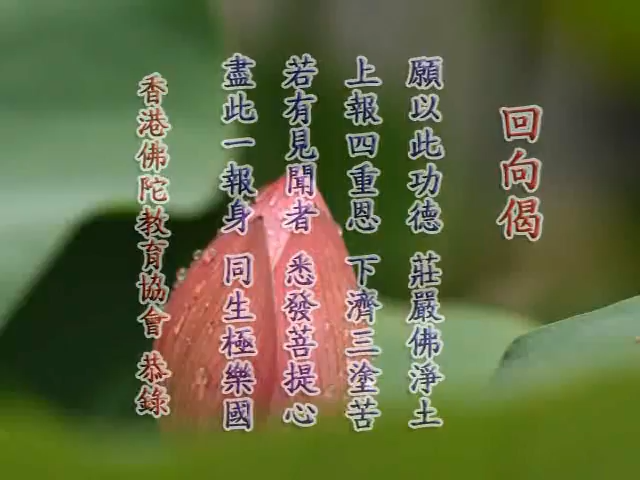 回向偈
願以此功德 莊嚴佛淨土
上報四重恩 下濟三塗苦
若有見聞者 悉發菩提心
盡此一報身 同生極樂國
香港佛陀教育協會 恭錄